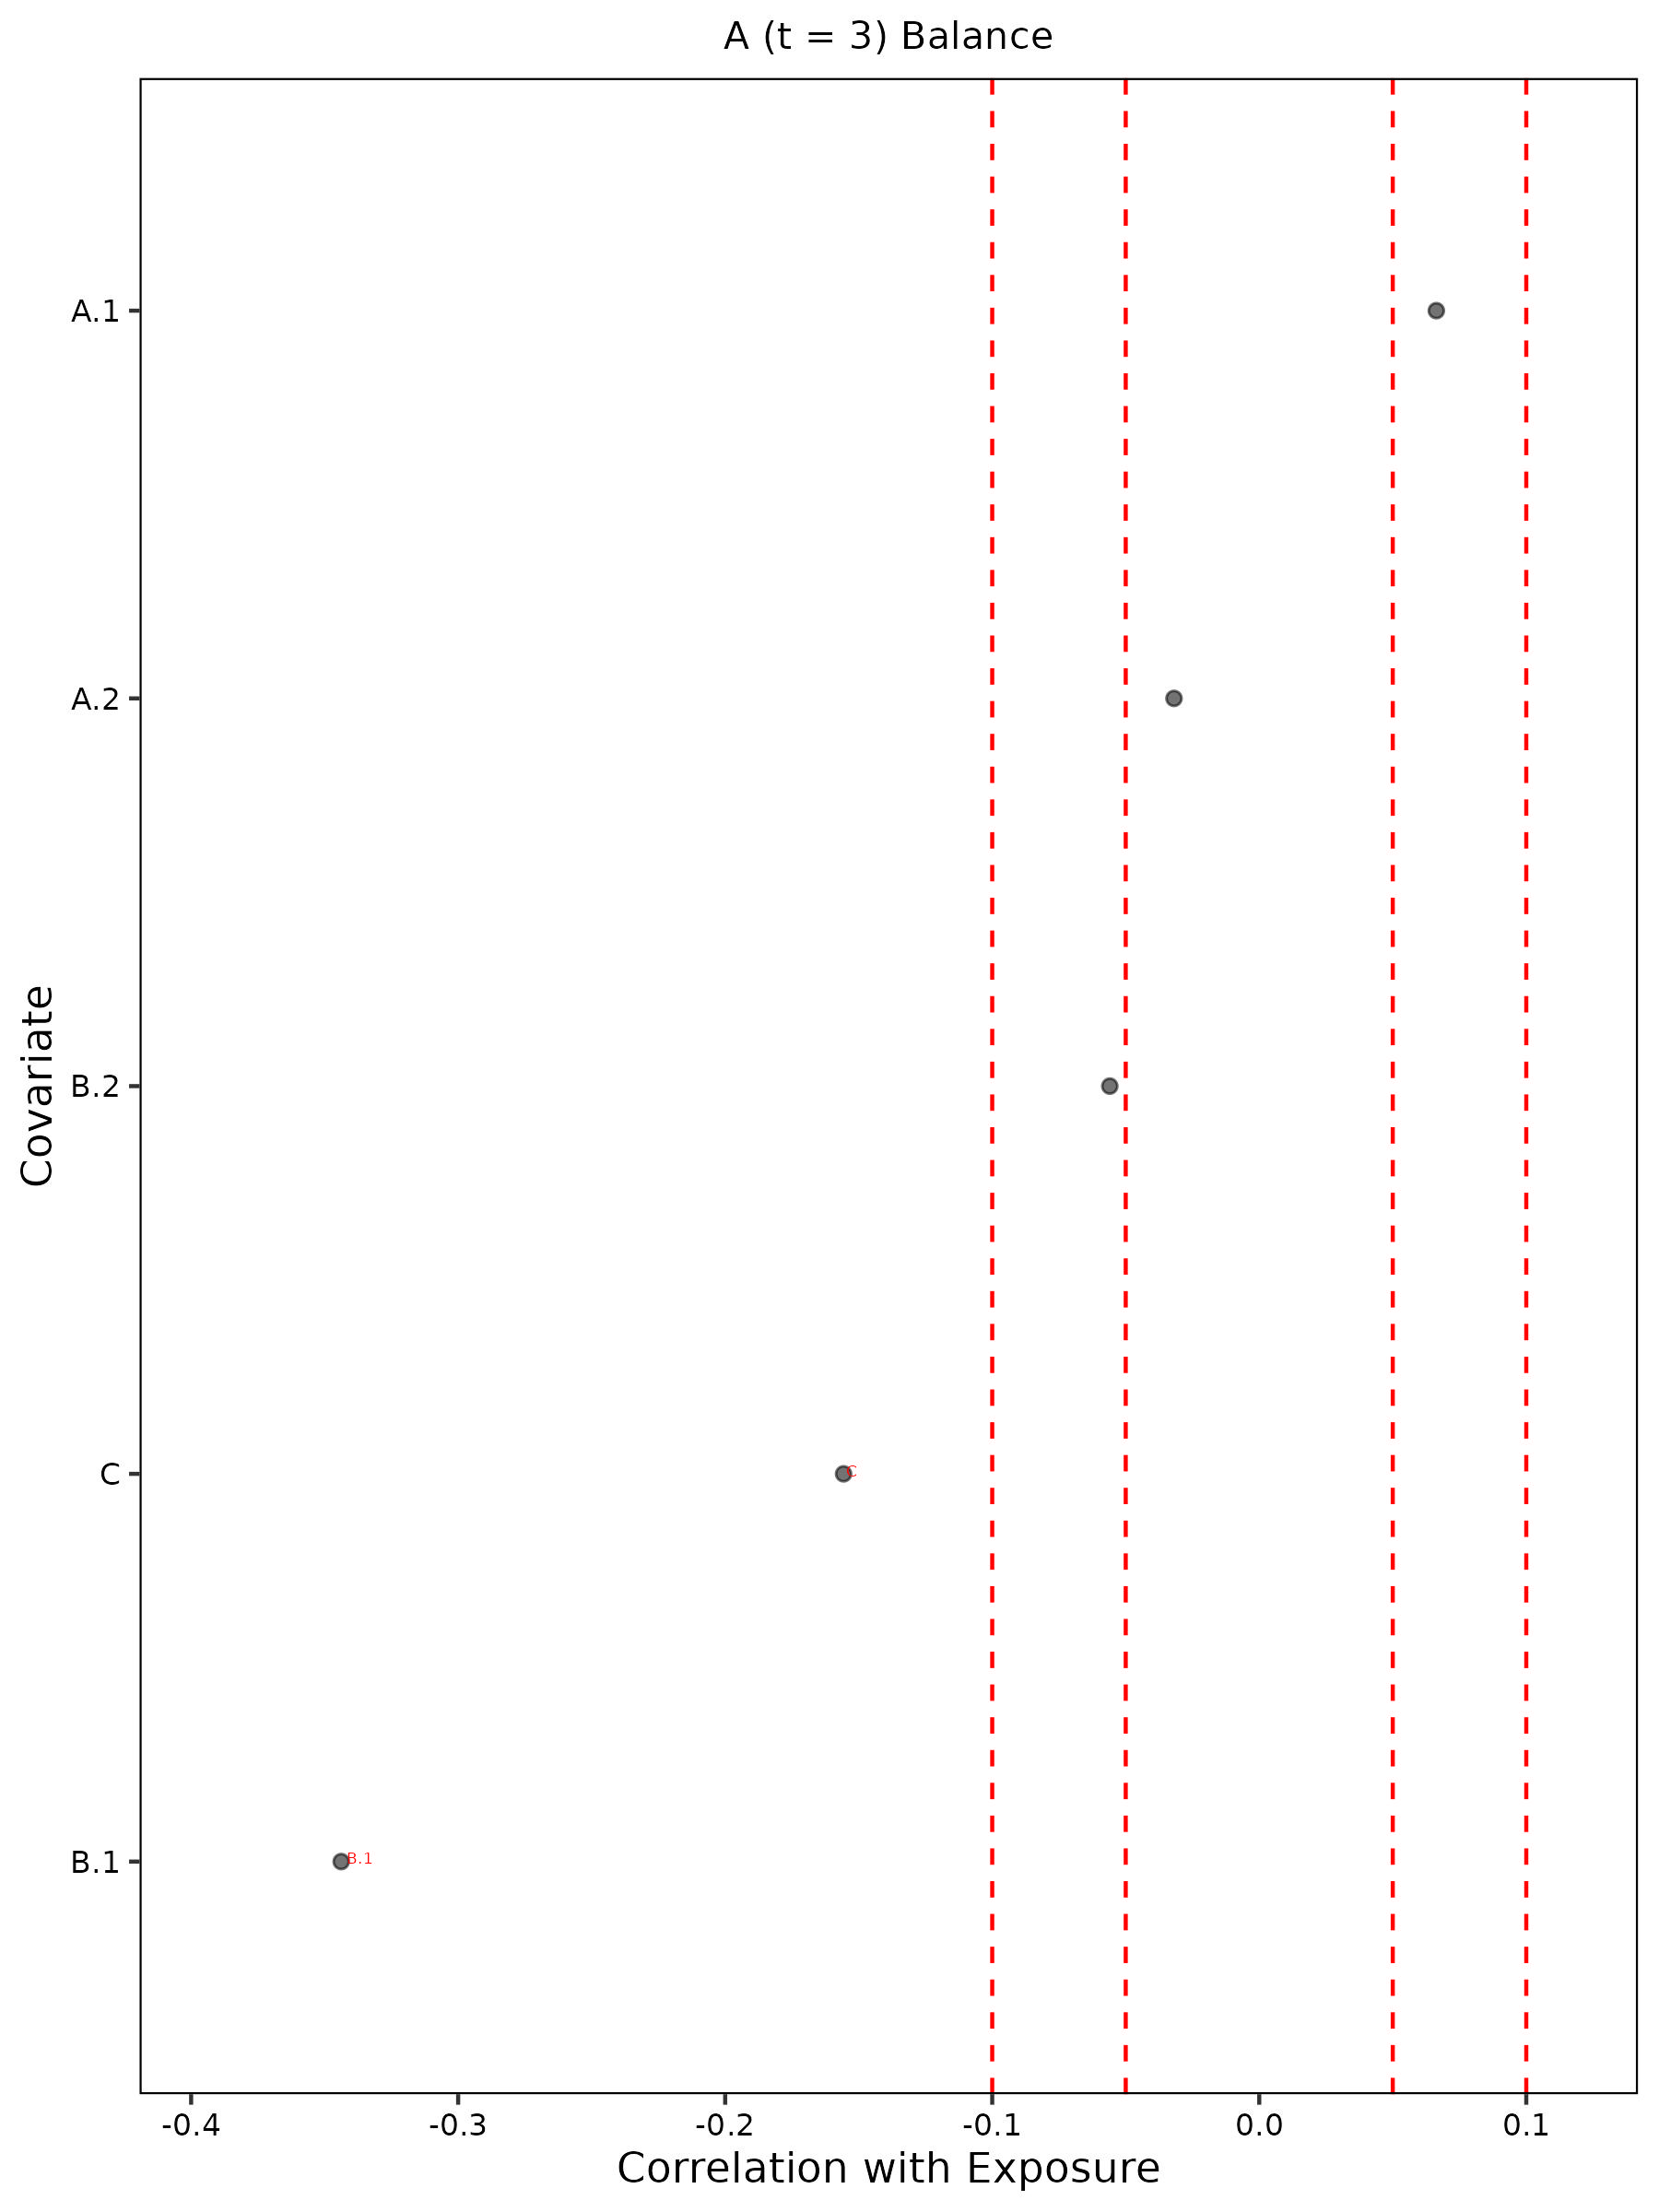 A (t = 3) Balance
Covariate
A.1
A.2
B.2
C
C
B.1
B.1
-0.4
-0.3
-0.2
-0.1
0.0
0.1
Correlation with Exposure